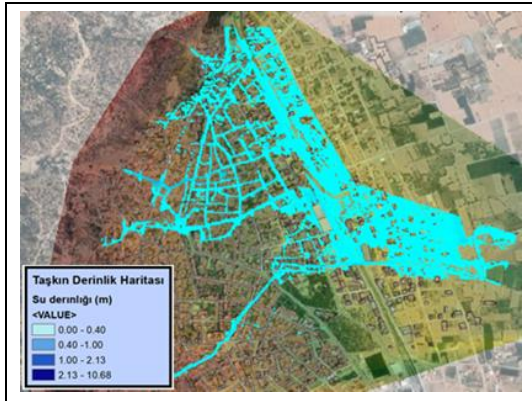 Taşkın Derinlik Haritası
Su derınlığı (m)
<VALUE>
0.00 - 0.40
0.40 -1.00
1.00 - 2.13
2.13 - 10.68